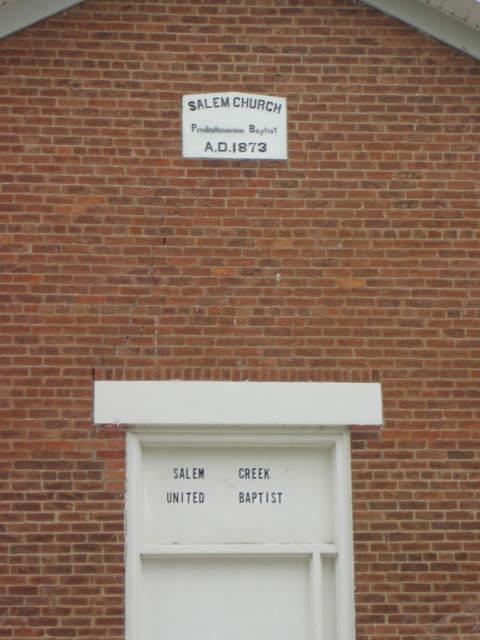 SALEM CHURCH
Predestinarian Baptist
A.D. 1873
SALEM CREEK
UNITED BAPTIST